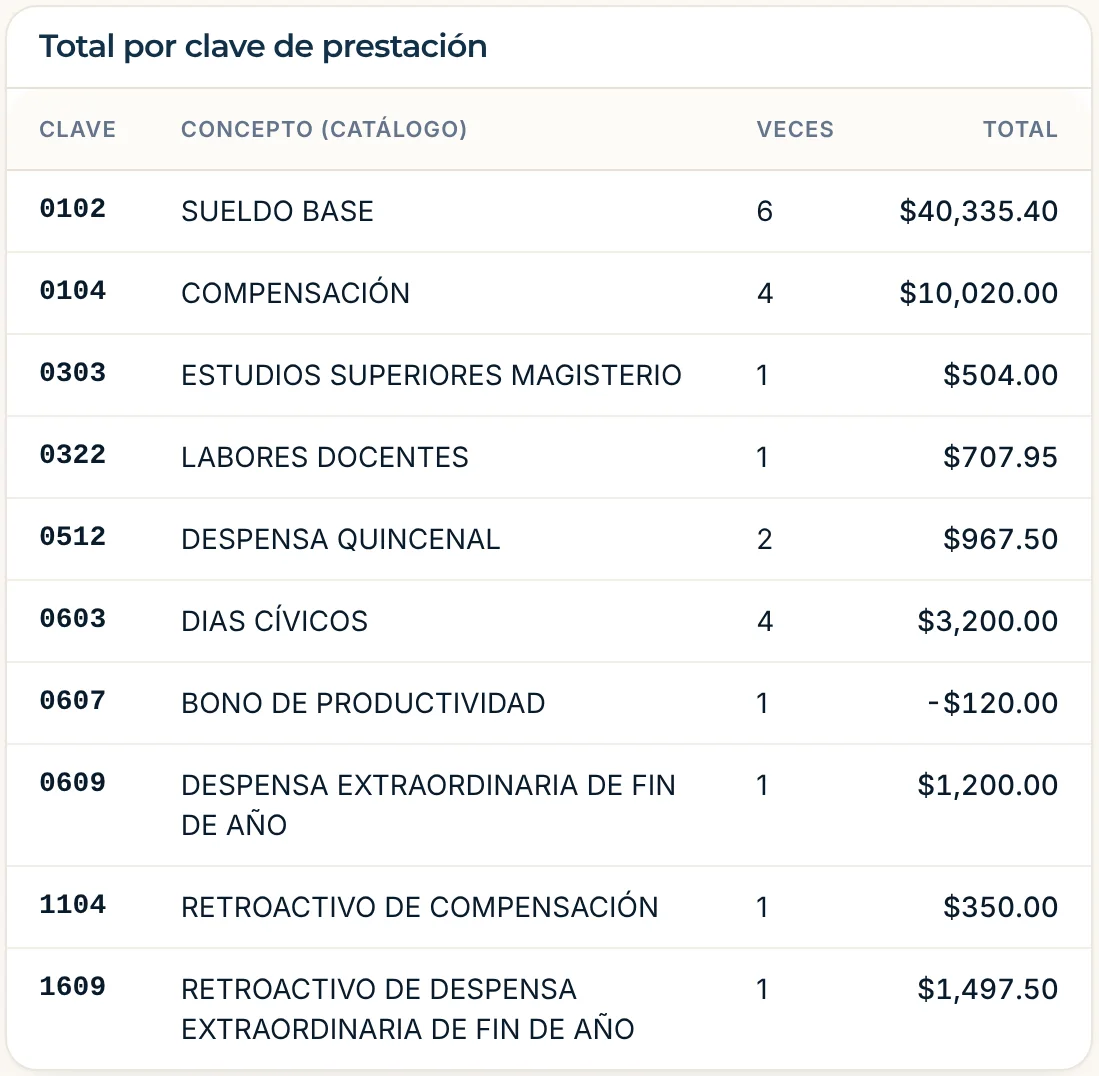 Total por clave de prestación
CLAVE CONCEPTO (CATÁLOGO) VECES TOTAL
0102 SUELDO BASE 6 $40,335.40
0104 COMPENSACIÓN 4 $10,020.00
0303 ESTUDIOS SUPERIORES MAGISTERIO 1 $504.00
0322 LABORES DOCENTES 1 $707.95
0512 DESPENSA QUINCENAL 2 $967.50
0603 DIAS CÍVICOS 4 $3,200.00
0607 BONO DE PRODUCTIVIDAD 1 -$120.00
0609 DESPENSA EXTRAORDINARIA DE FIN 1 $1,200.00
DE AÑO
1104 RETROACTIVO DE COMPENSACIÓN 1 $350.00
1609 RETROACTIVO DE DESPENSA 1 $1,497.50
EXTRAORDINARIA DE FIN DE AÑO